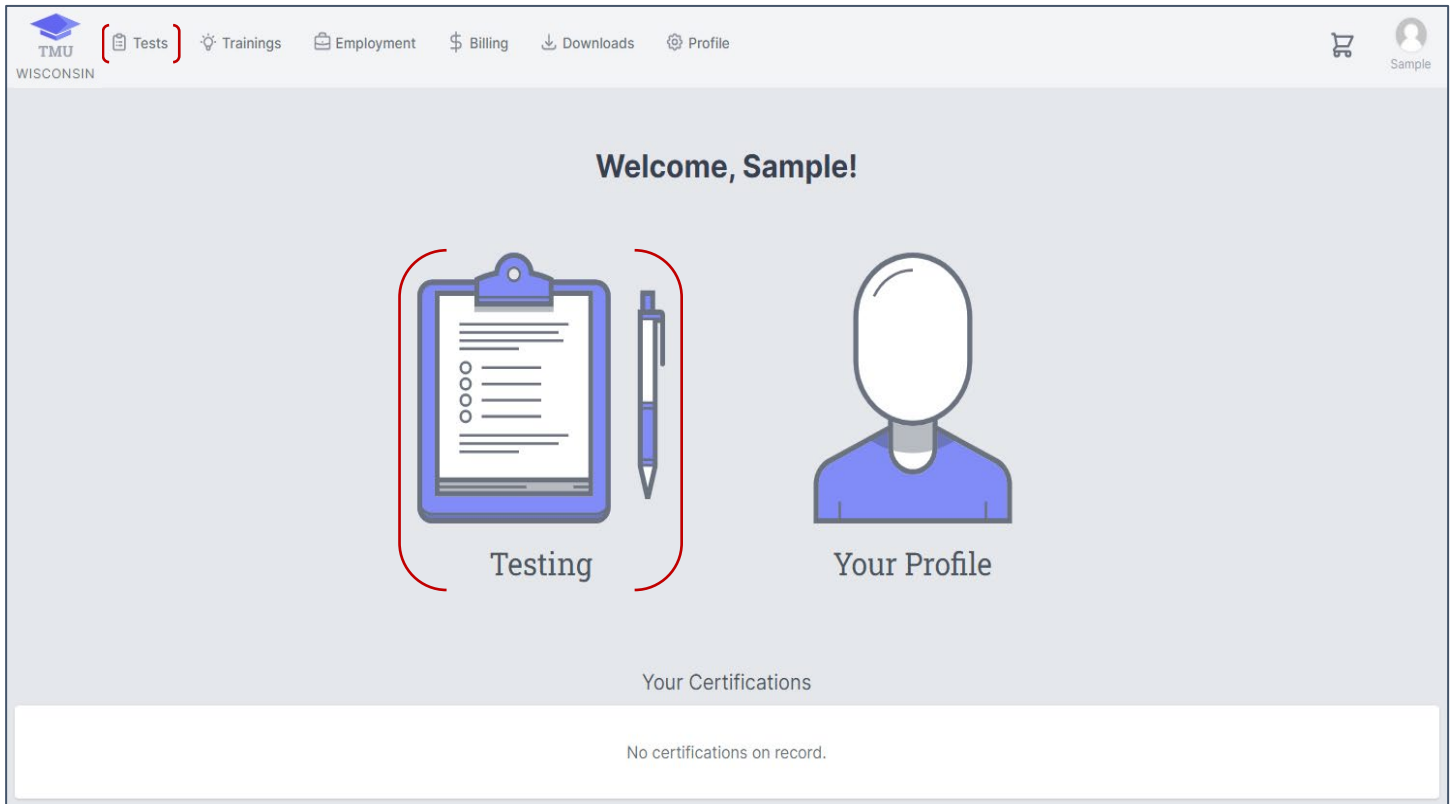 TMU
WISCONSIN
Tests Trainings Employment $ Billing Downloads Profile
Sample
Welcome, Sample!
Testing Your Profile
Your Certifications
No certifications on record.